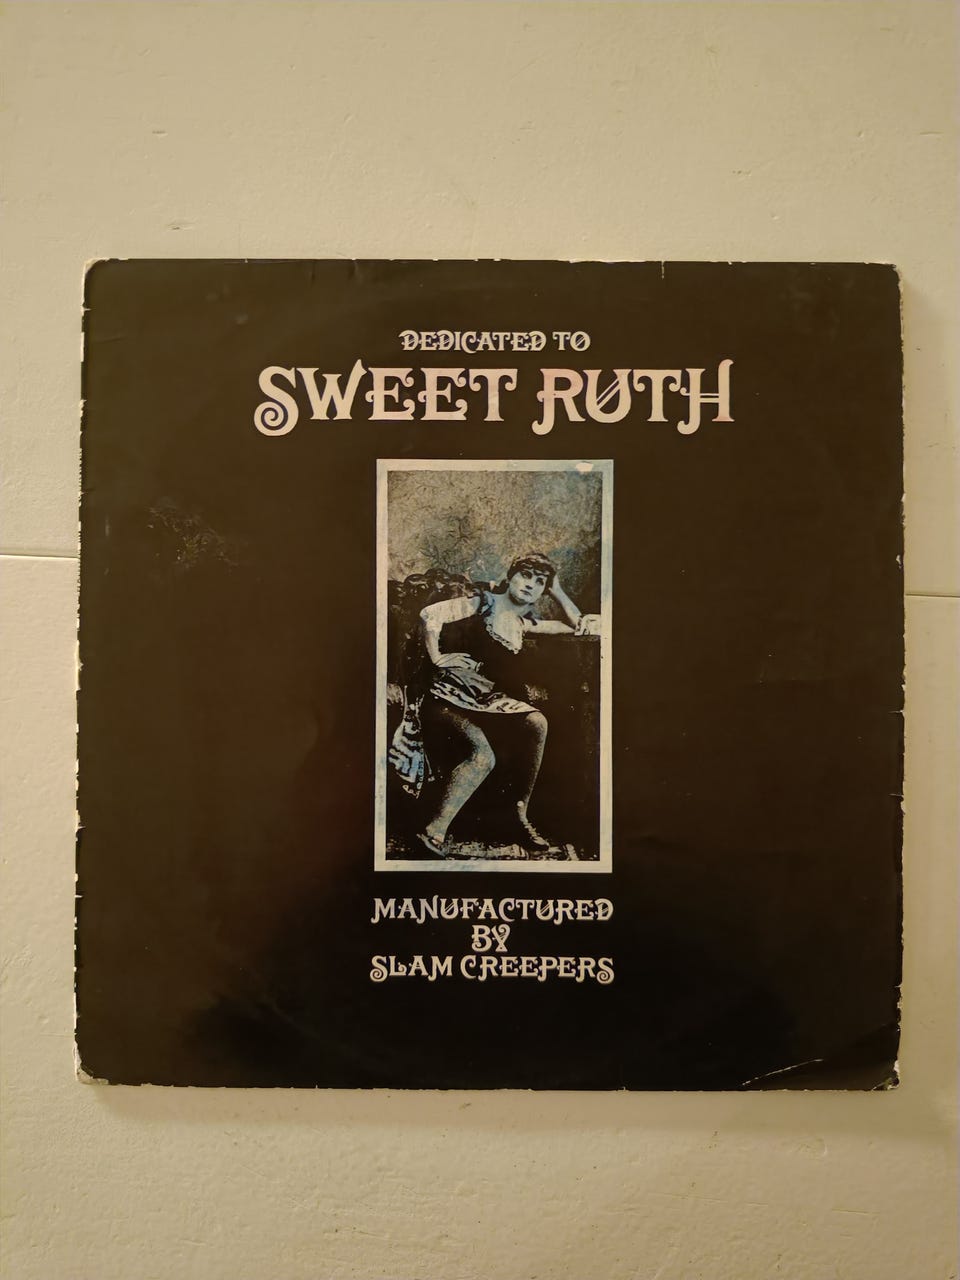 DEDICATED TO
SWEET RUTH
MANUFACTURED
BY
SLAM CREEPERS